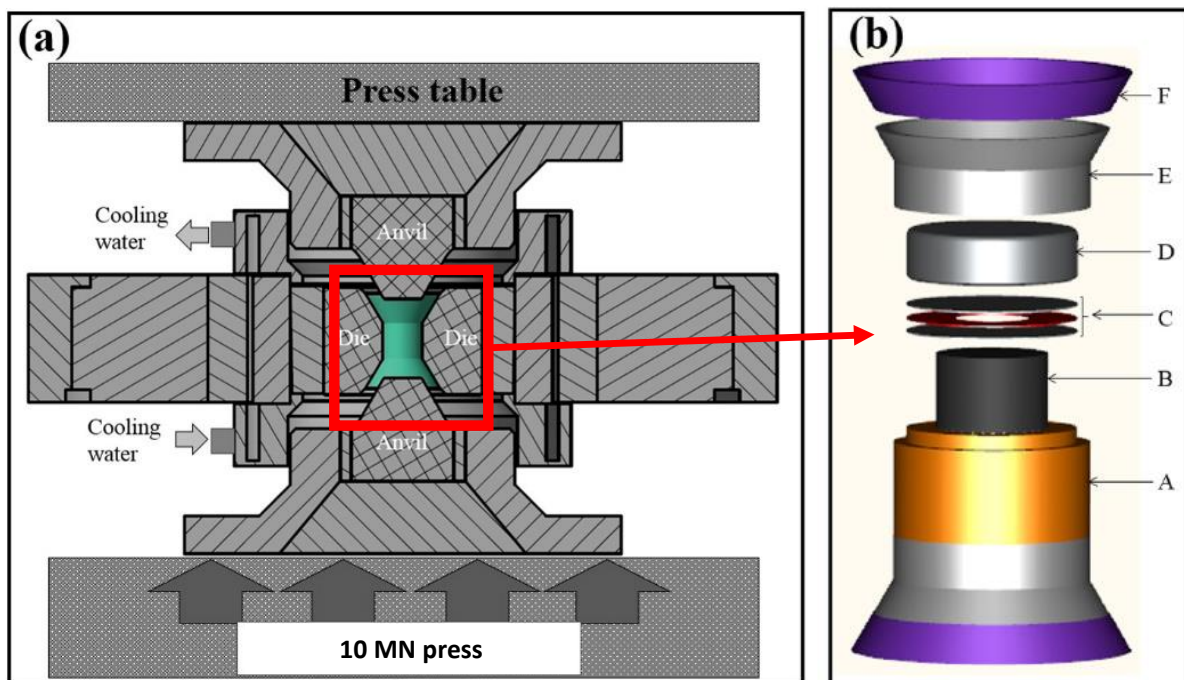 (a)
Press table
Cooling
water
Anvil
Die
Die
Cooling
water
Anvil
10 MN press
(b)
F
E
D
C
B
A